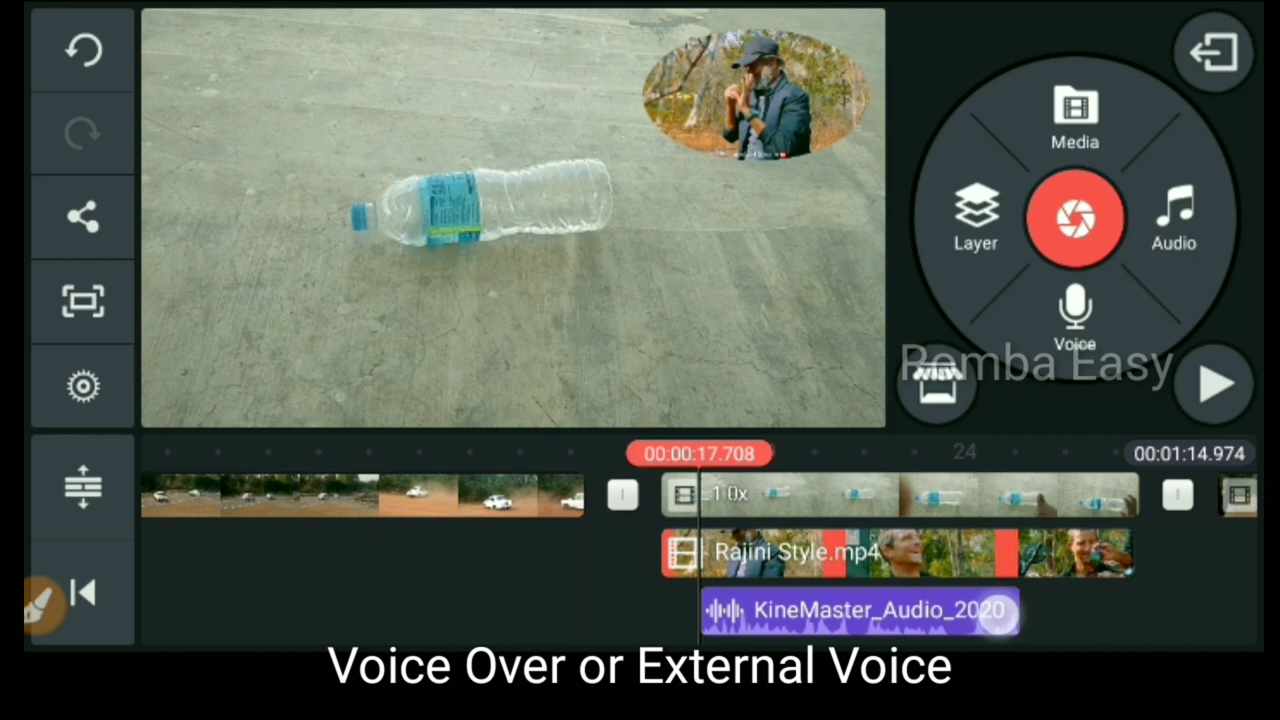 Media
Layer
Audio
Voice
Romba Easy
00:00:17.708
24
00:01:14.974
1.0x
Rajini Style.mp4
KineMaster_Audio_2020
Voice Over or External Voice